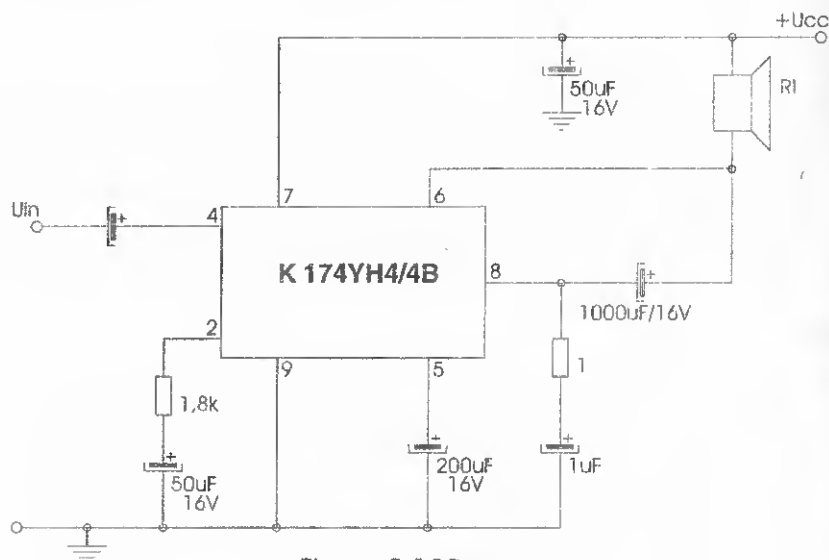 +Ucc
50uF
16V
Rl
7
6
Uin
4
K 174YH4/4B
8
1000uF/16V
2
9
5
1
1,8k
50uF
16V
200uF
16V
1uF